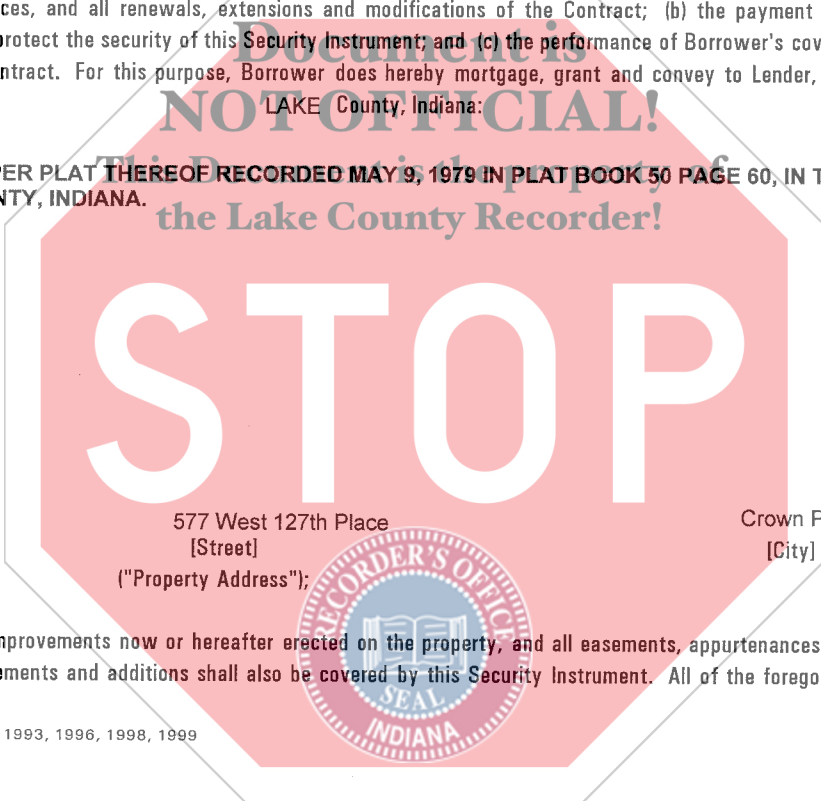 ces, and all renewals, extensions and modifications of the Contract; (b) the payment
protect the security of this Security Instrument; and (c) the performance of Borrower's cov
ntract. For this purpose, Borrower does hereby mortgage, grant and convey to Lender,
Document is
NOT OFFICIAL!
LAKE County, Indiana:
This Document is the property of
the Lake County Recorder!
PER PLAT THEREOF RECORDED MAY 9, 1979 IN PLAT BOOK 50 PAGE 60, IN T
NTY, INDIANA.
STOP
577 West 127th Place
Crown P
[Street]
[City]
("Property Address");
RECORDER'S OFFICE
SEAL
INDIANA
mprovements now or hereafter erected on the property, and all easements, appurtenances
ements and additions shall also be covered by this Security Instrument. All of the forego
1993, 1996, 1998, 1999